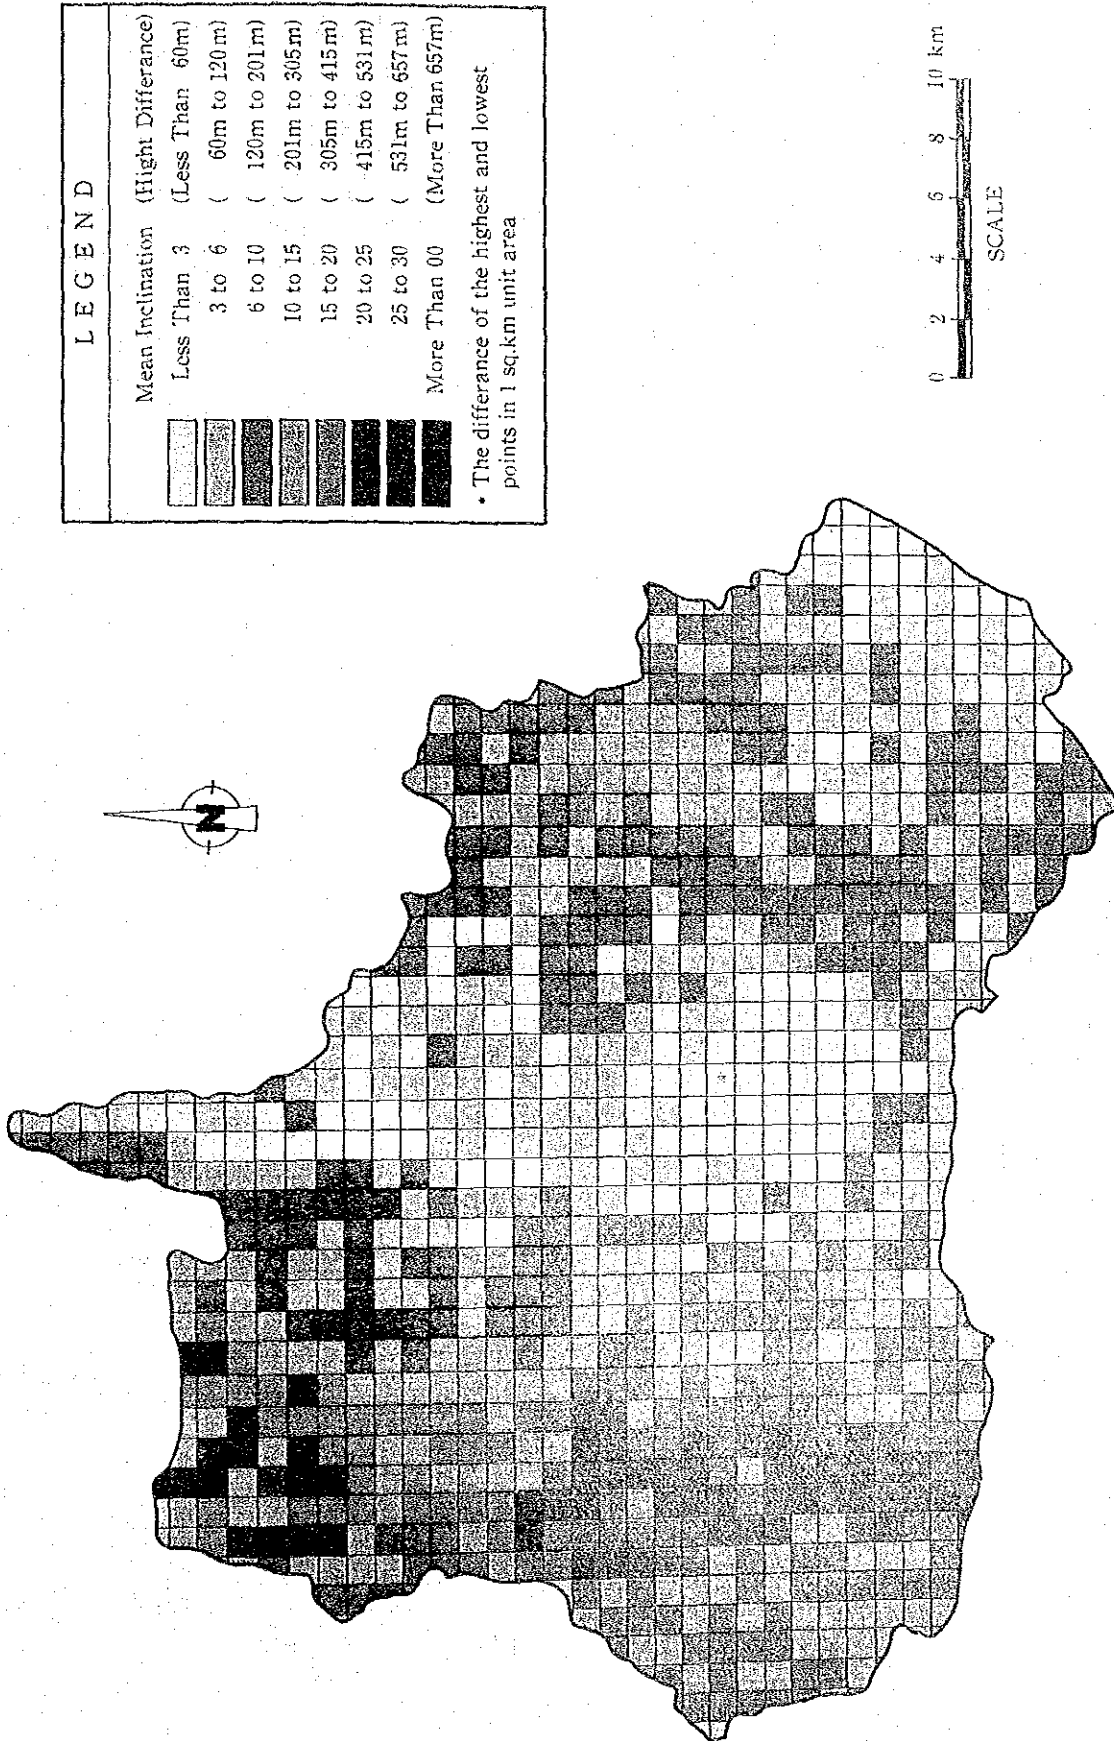 LEGEND
Mean Inclination (Hight Differance)
Less Than 3 (Less Than 60m)
3 to 6 ( 60m to 120m)
6 to 10 ( 120m to 201m)
10 to 15 ( 201m to 305m)
15 to 20 ( 305m to 415m)
20 to 25 ( 415m to 531m)
25 to 30 ( 531m to 657m)
More Than 00 (More Than 657m)
• The differance of the highest and lowest
points in 1 sq.km unit area
N
0 2 4 6 8 10 km
SCALE